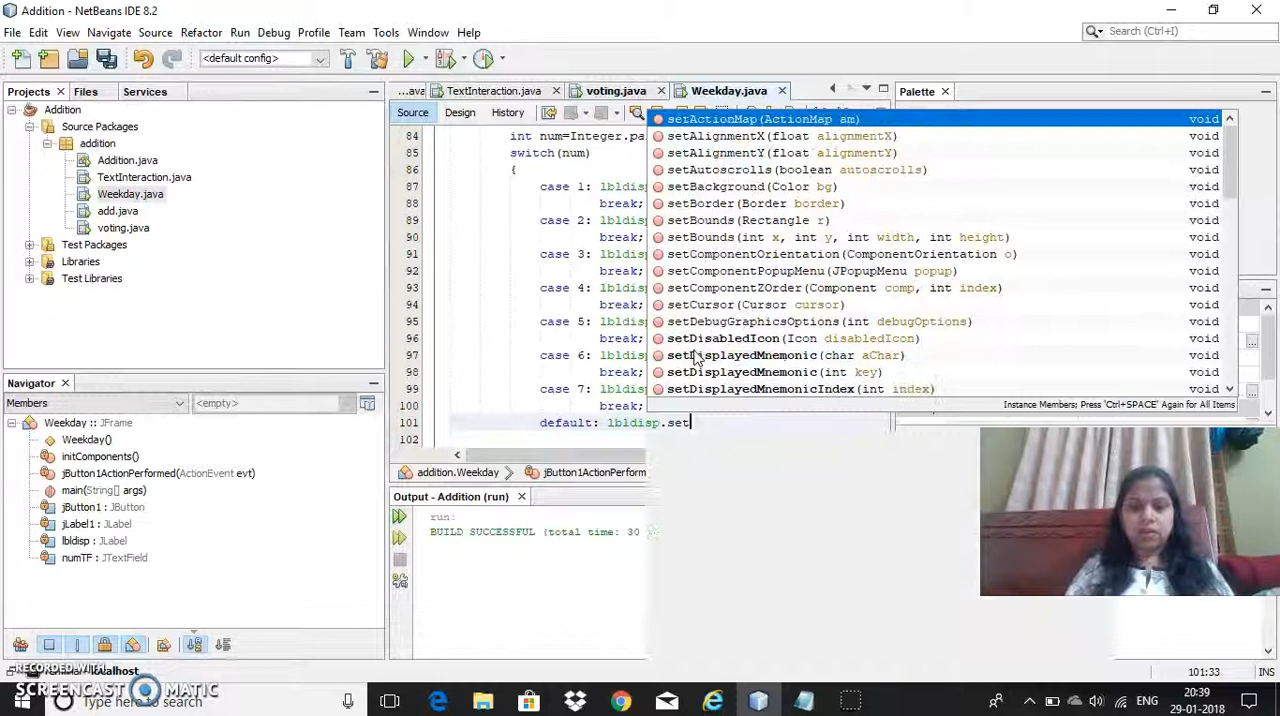 Addition - NetBeans IDE 8.2
File Edit View Navigate Source Refactor Run Debug Profile Team Tools Window Help
Search (Ctrl+I)
<default config>
Projects Files Services
...ava TextInteraction.java voting.java Weekday.java
Palette
Source Design History
Addition
Source Packages
addition
Addition.java
TextInteraction.java
Weekday.java
add.java
voting.java
Test Packages
Libraries
Test Libraries
84 int num=Integer.pa
85 switch(num)
86 {
87 case 1: lbldisp
88 break;
89 case 2: lbldisp
90 break;
91 case 3: lbldisp
92 break;
93 case 4: lbldisp
94 break;
95 case 5: lbldisp
96 break;
97 case 6: lbldisp
98 break;
99 case 7: lbldisp
100 break;
101 default: lbldisp.set
102
setActionMap(ActionMap am) void
setAlignmentX(float alignmentX) void
setAlignmentY(float alignmentY) void
setAutoscrolls(boolean autoscrolls) void
setBackground(Color bg) void
setBorder(Border border) void
setBounds(Rectangle r) void
setBounds(int x, int y, int width, int height) void
setComponentOrientation(ComponentOrientation o) void
setComponentPopupMenu(JPopupMenu popup) void
setComponentZOrder(Component comp, int index) void
setCursor(Cursor cursor) void
setDebugGraphicsOptions(int debugOptions) void
setDisabledIcon(Icon disabledIcon) void
setDisplayedMnemonic(char aChar) void
setDisplayedMnemonic(int key) void
setDisplayedMnemonicIndex(int index) void
Instance Members; Press 'Ctrl+SPACE' Again for All Items
Navigator
Members <empty>
Weekday :: JFrame
Weekday()
initComponents()
jButton1ActionPerformed(ActionEvent evt)
main(String[] args)
jButton1 : JButton
jLabel1 : JLabel
lbldisp : JLabel
numTF : JTextField
addition.Weekday jButton1ActionPerform
Output - Addition (run)
run:
BUILD SUCCESSFUL (total time: 30
localhost
101:33 INS
RECORDED WITH
SCREENCAST MATIC
Type here to search
ENG
20:39
29-01-2018